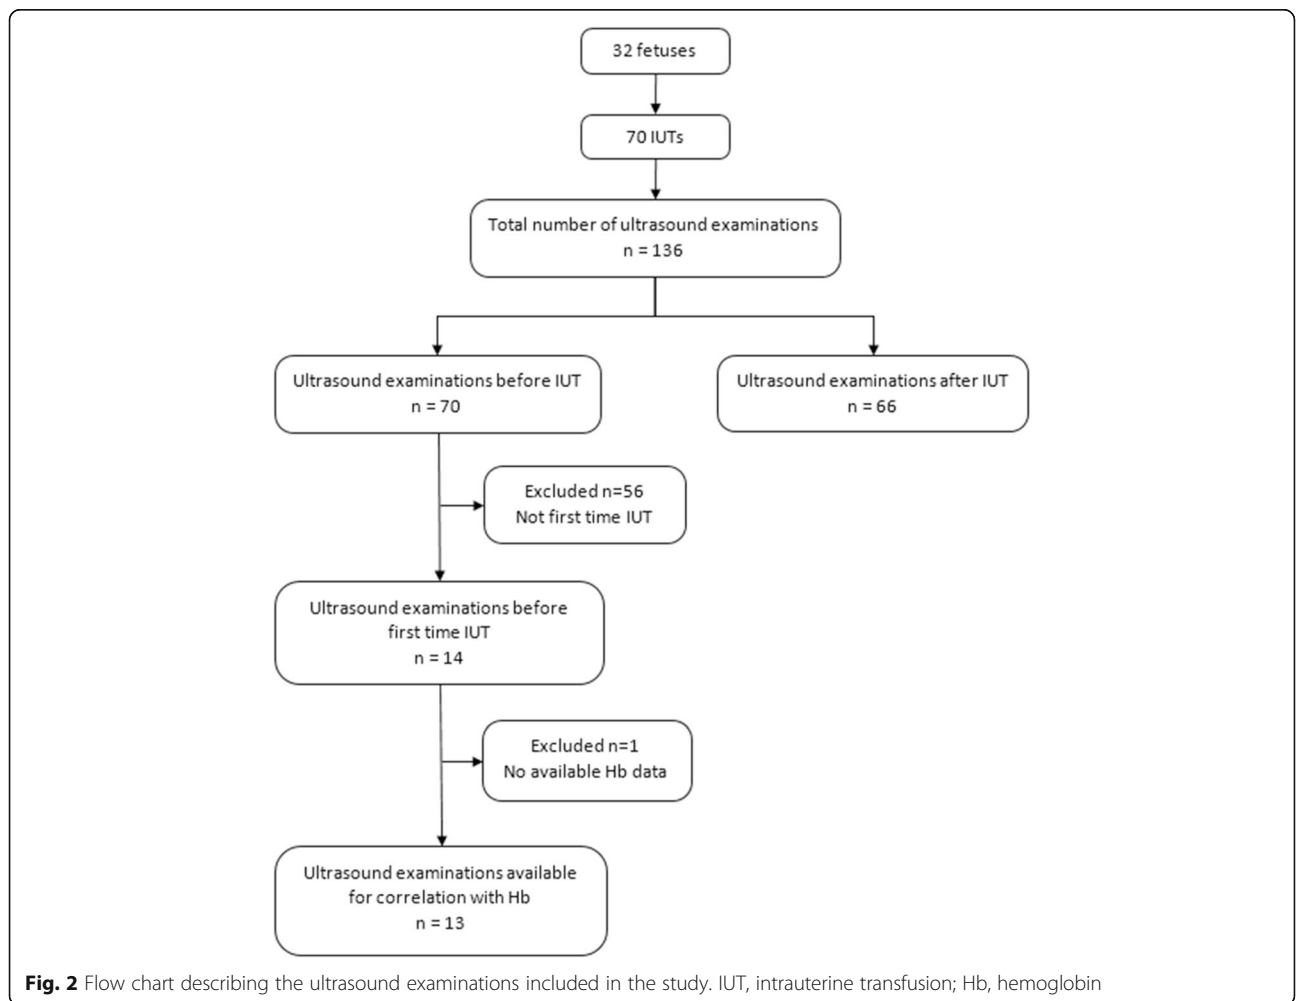 32 fetuses
70 IUTs
Total number of ultrasound examinations
n = 136
Ultrasound examinations before IUT
n = 70
Ultrasound examinations after IUT
n = 66
Excluded n=56
Not first time IUT
Ultrasound examinations before
first time IUT
n = 14
Excluded n=1
No available Hb data
Ultrasound examinations available
for correlation with Hb
n = 13
Fig. 2 Flow chart describing the ultrasound examinations included in the study. IUT, intrauterine transfusion; Hb, hemoglobin